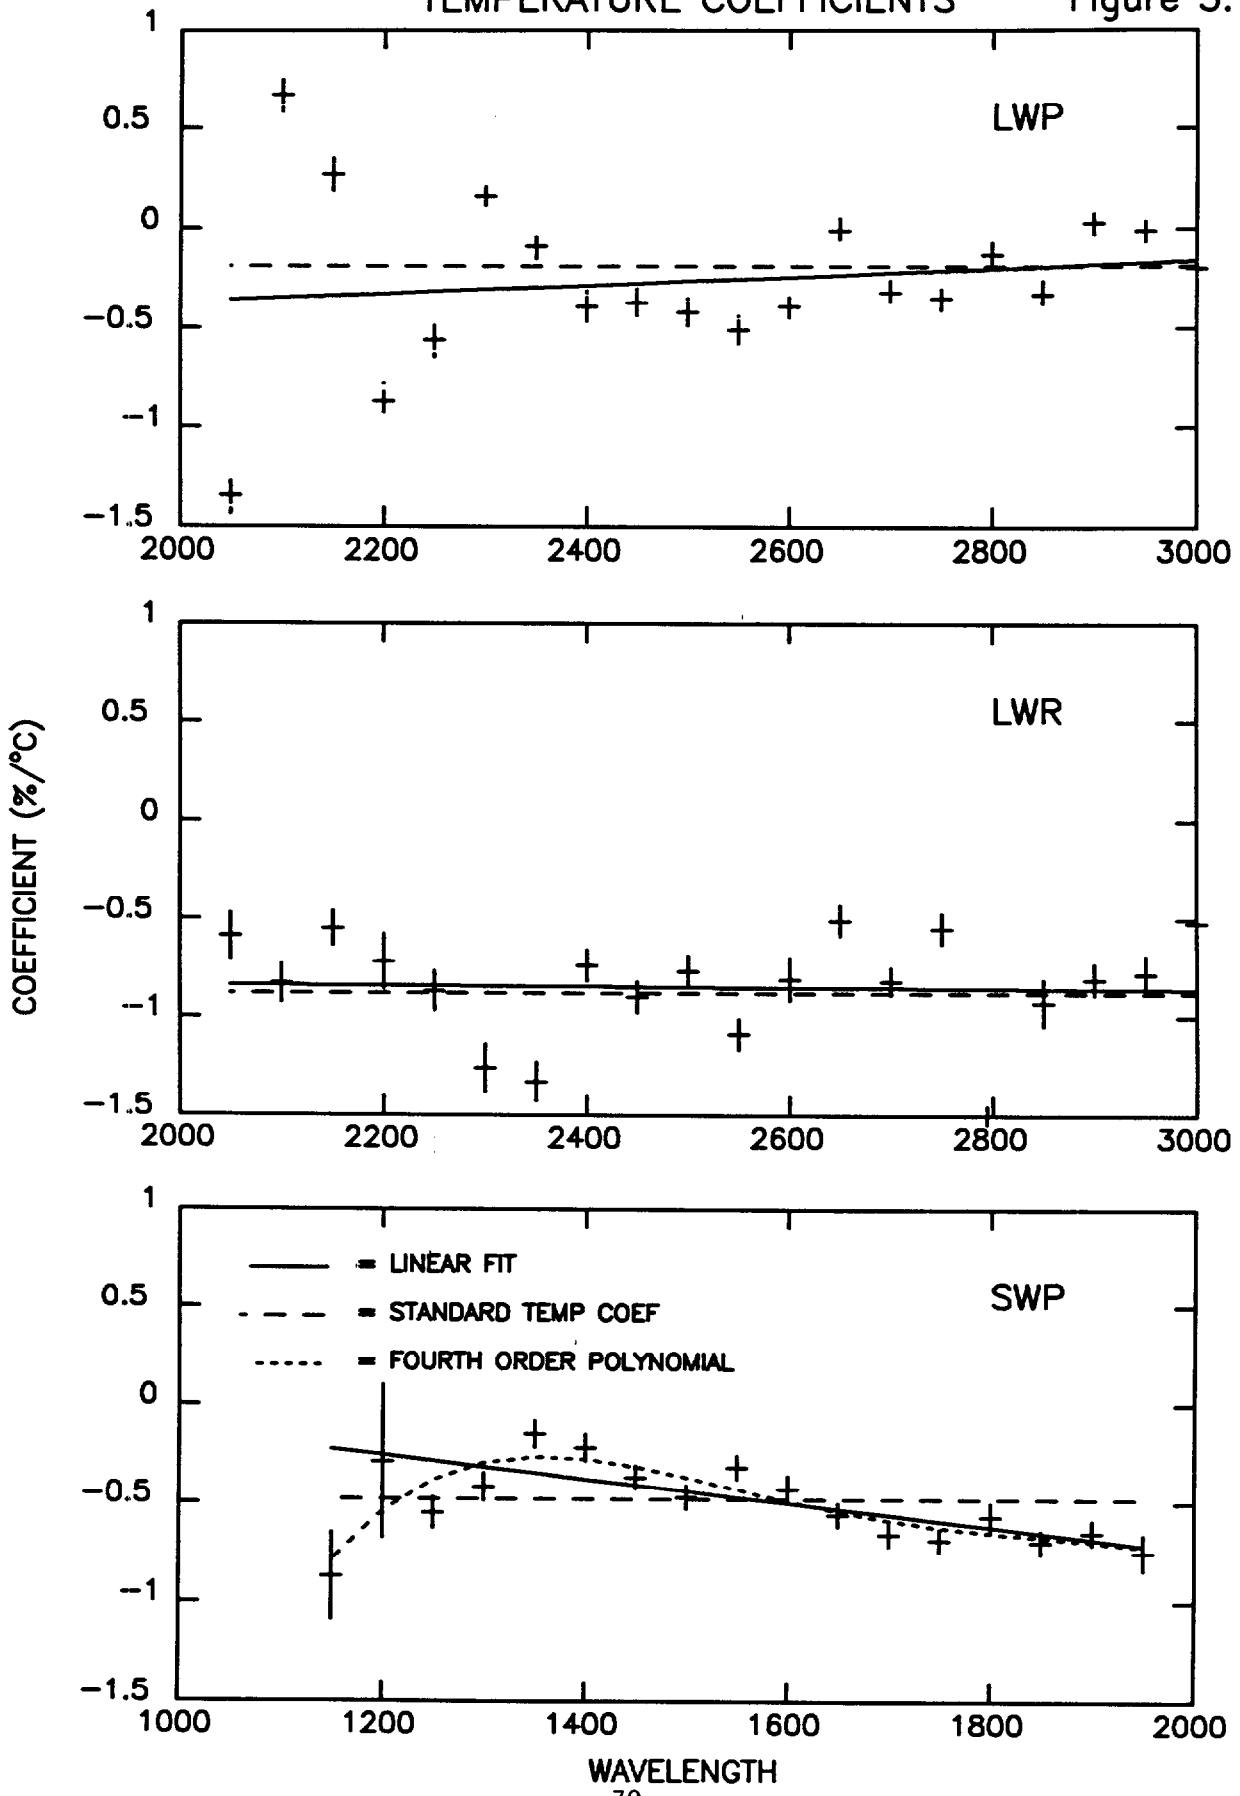 TEMPERATURE COEFFICIENTS Figure 5.
1
0.5
0
-0.5
-1
-1.5
LWP
2000 2200 2400 2600 2800 3000
1
0.5
0
-0.5
-1
-1.5
LWR
2000 2200 2400 2600 2800 3000
COEFFICIENT (%/°C)
1
0.5
0
-0.5
-1
-1.5
= LINEAR FIT
= STANDARD TEMP COEF
= FOURTH ORDER POLYNOMIAL
SWP
1000 1200 1400 1600 1800 2000
WAVELENGTH